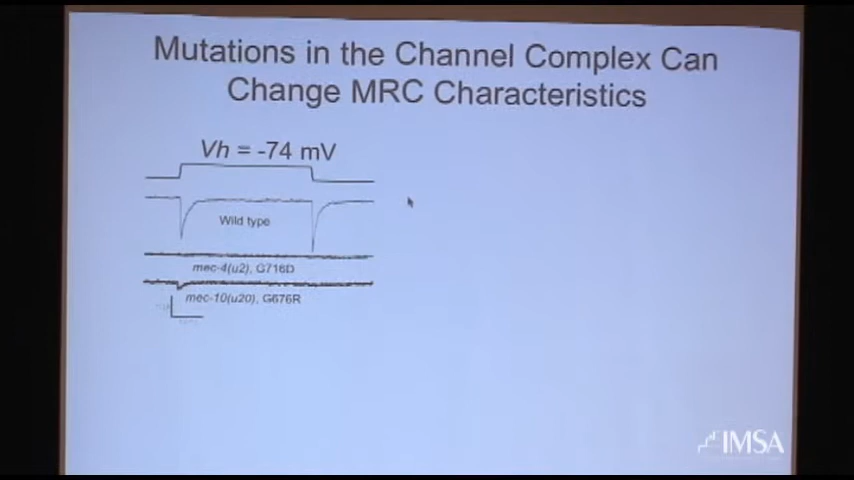 Mutations in the Channel Complex Can
Change MRC Characteristics
Vh = -74 mV
Wild type
mec-4(u2), G716D
mec-10(u20), G676R
IMSA